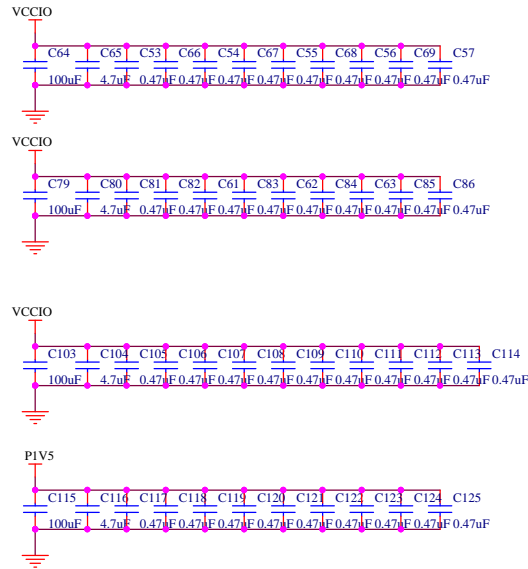 VCCIO
C64 C65 C53 C66 C54 C67 C55 C68 C56 C69 C57
100uF 4.7uF 0.47uF 0.47uF 0.47uF 0.47uF 0.47uF 0.47uF 0.47uF 0.47uF 0.47uF
VCCIO
C79 C80 C81 C82 C61 C83 C62 C84 C63 C85 C86
100uF 4.7uF 0.47uF 0.47uF 0.47uF 0.47uF 0.47uF 0.47uF 0.47uF 0.47uF 0.47uF
VCCIO
C103 C104 C105 C106 C107 C108 C109 C110 C111 C112 C113 C114
100uF 4.7uF 0.47uF 0.47uF 0.47uF 0.47uF 0.47uF 0.47uF 0.47uF 0.47uF 0.47uF 0.47uF
P1V5
C115 C116 C117 C118 C119 C120 C121 C122 C123 C124 C125
100uF 4.7uF 0.47uF 0.47uF 0.47uF 0.47uF 0.47uF 0.47uF 0.47uF 0.47uF 0.47uF